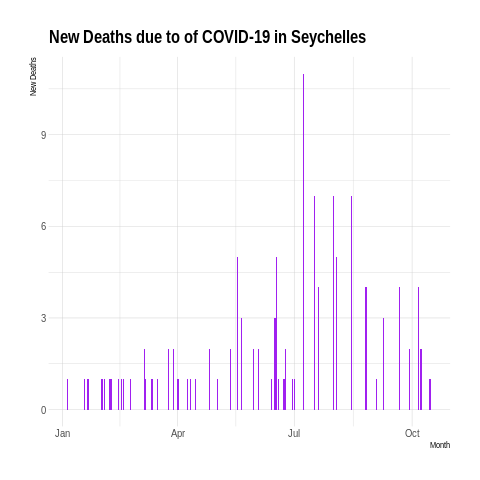 New Deaths due to of COVID-19 in Seychelles
New Deaths
9
6
3
0
Jan Apr Jul Oct
Month